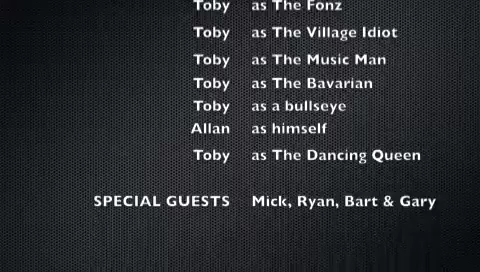 Toby as The Fonz
Toby as The Village Idiot
Toby as The Music Man
Toby as The Bavarian
Toby as a bullseye
Allan as himself
Toby as The Dancing Queen
SPECIAL GUESTS Mick, Ryan, Bart & Gary